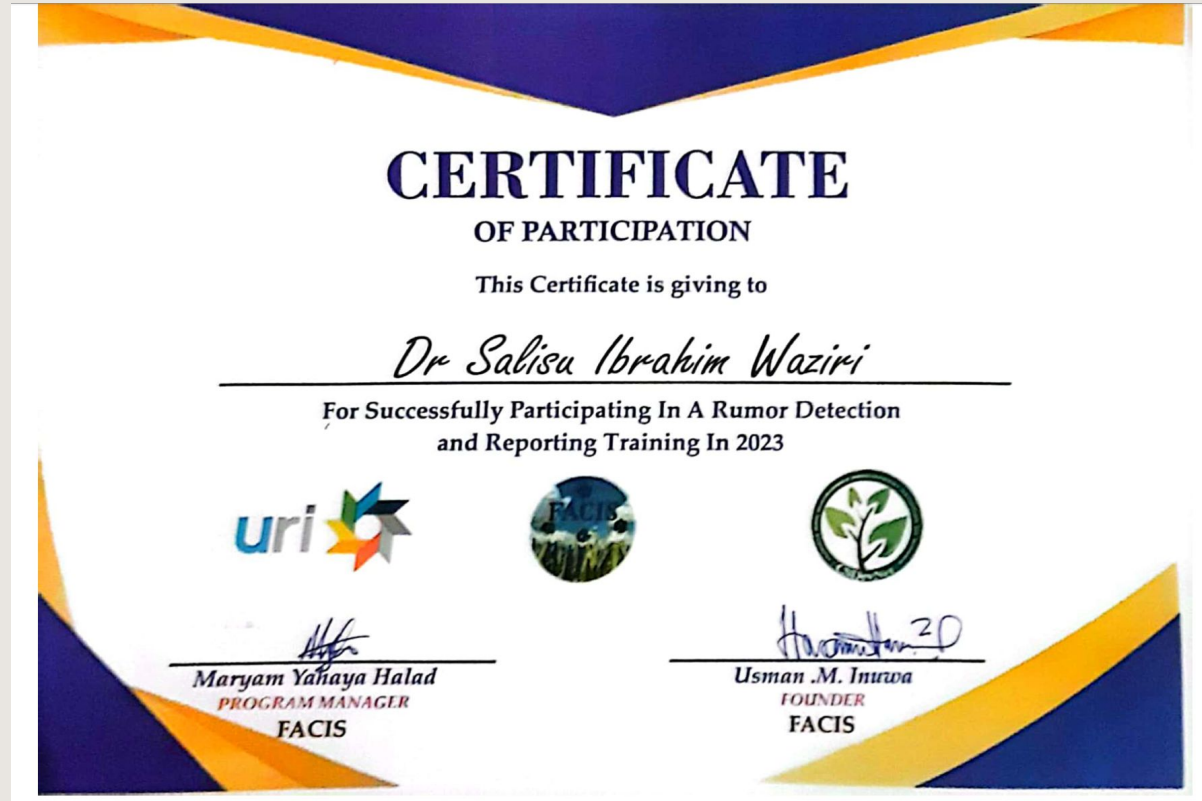 CERTIFICATE
OF PARTICIPATION
This Certificate is giving to
Dr Salisu Ibrahim Waziri
For Successfully Participating In A Rumor Detection
and Reporting Training In 2023
uri
FACIS
Maryam Yahaya Halad
PROGRAM MANAGER
FACIS
Usman .M. Inuwa
FOUNDER
FACIS